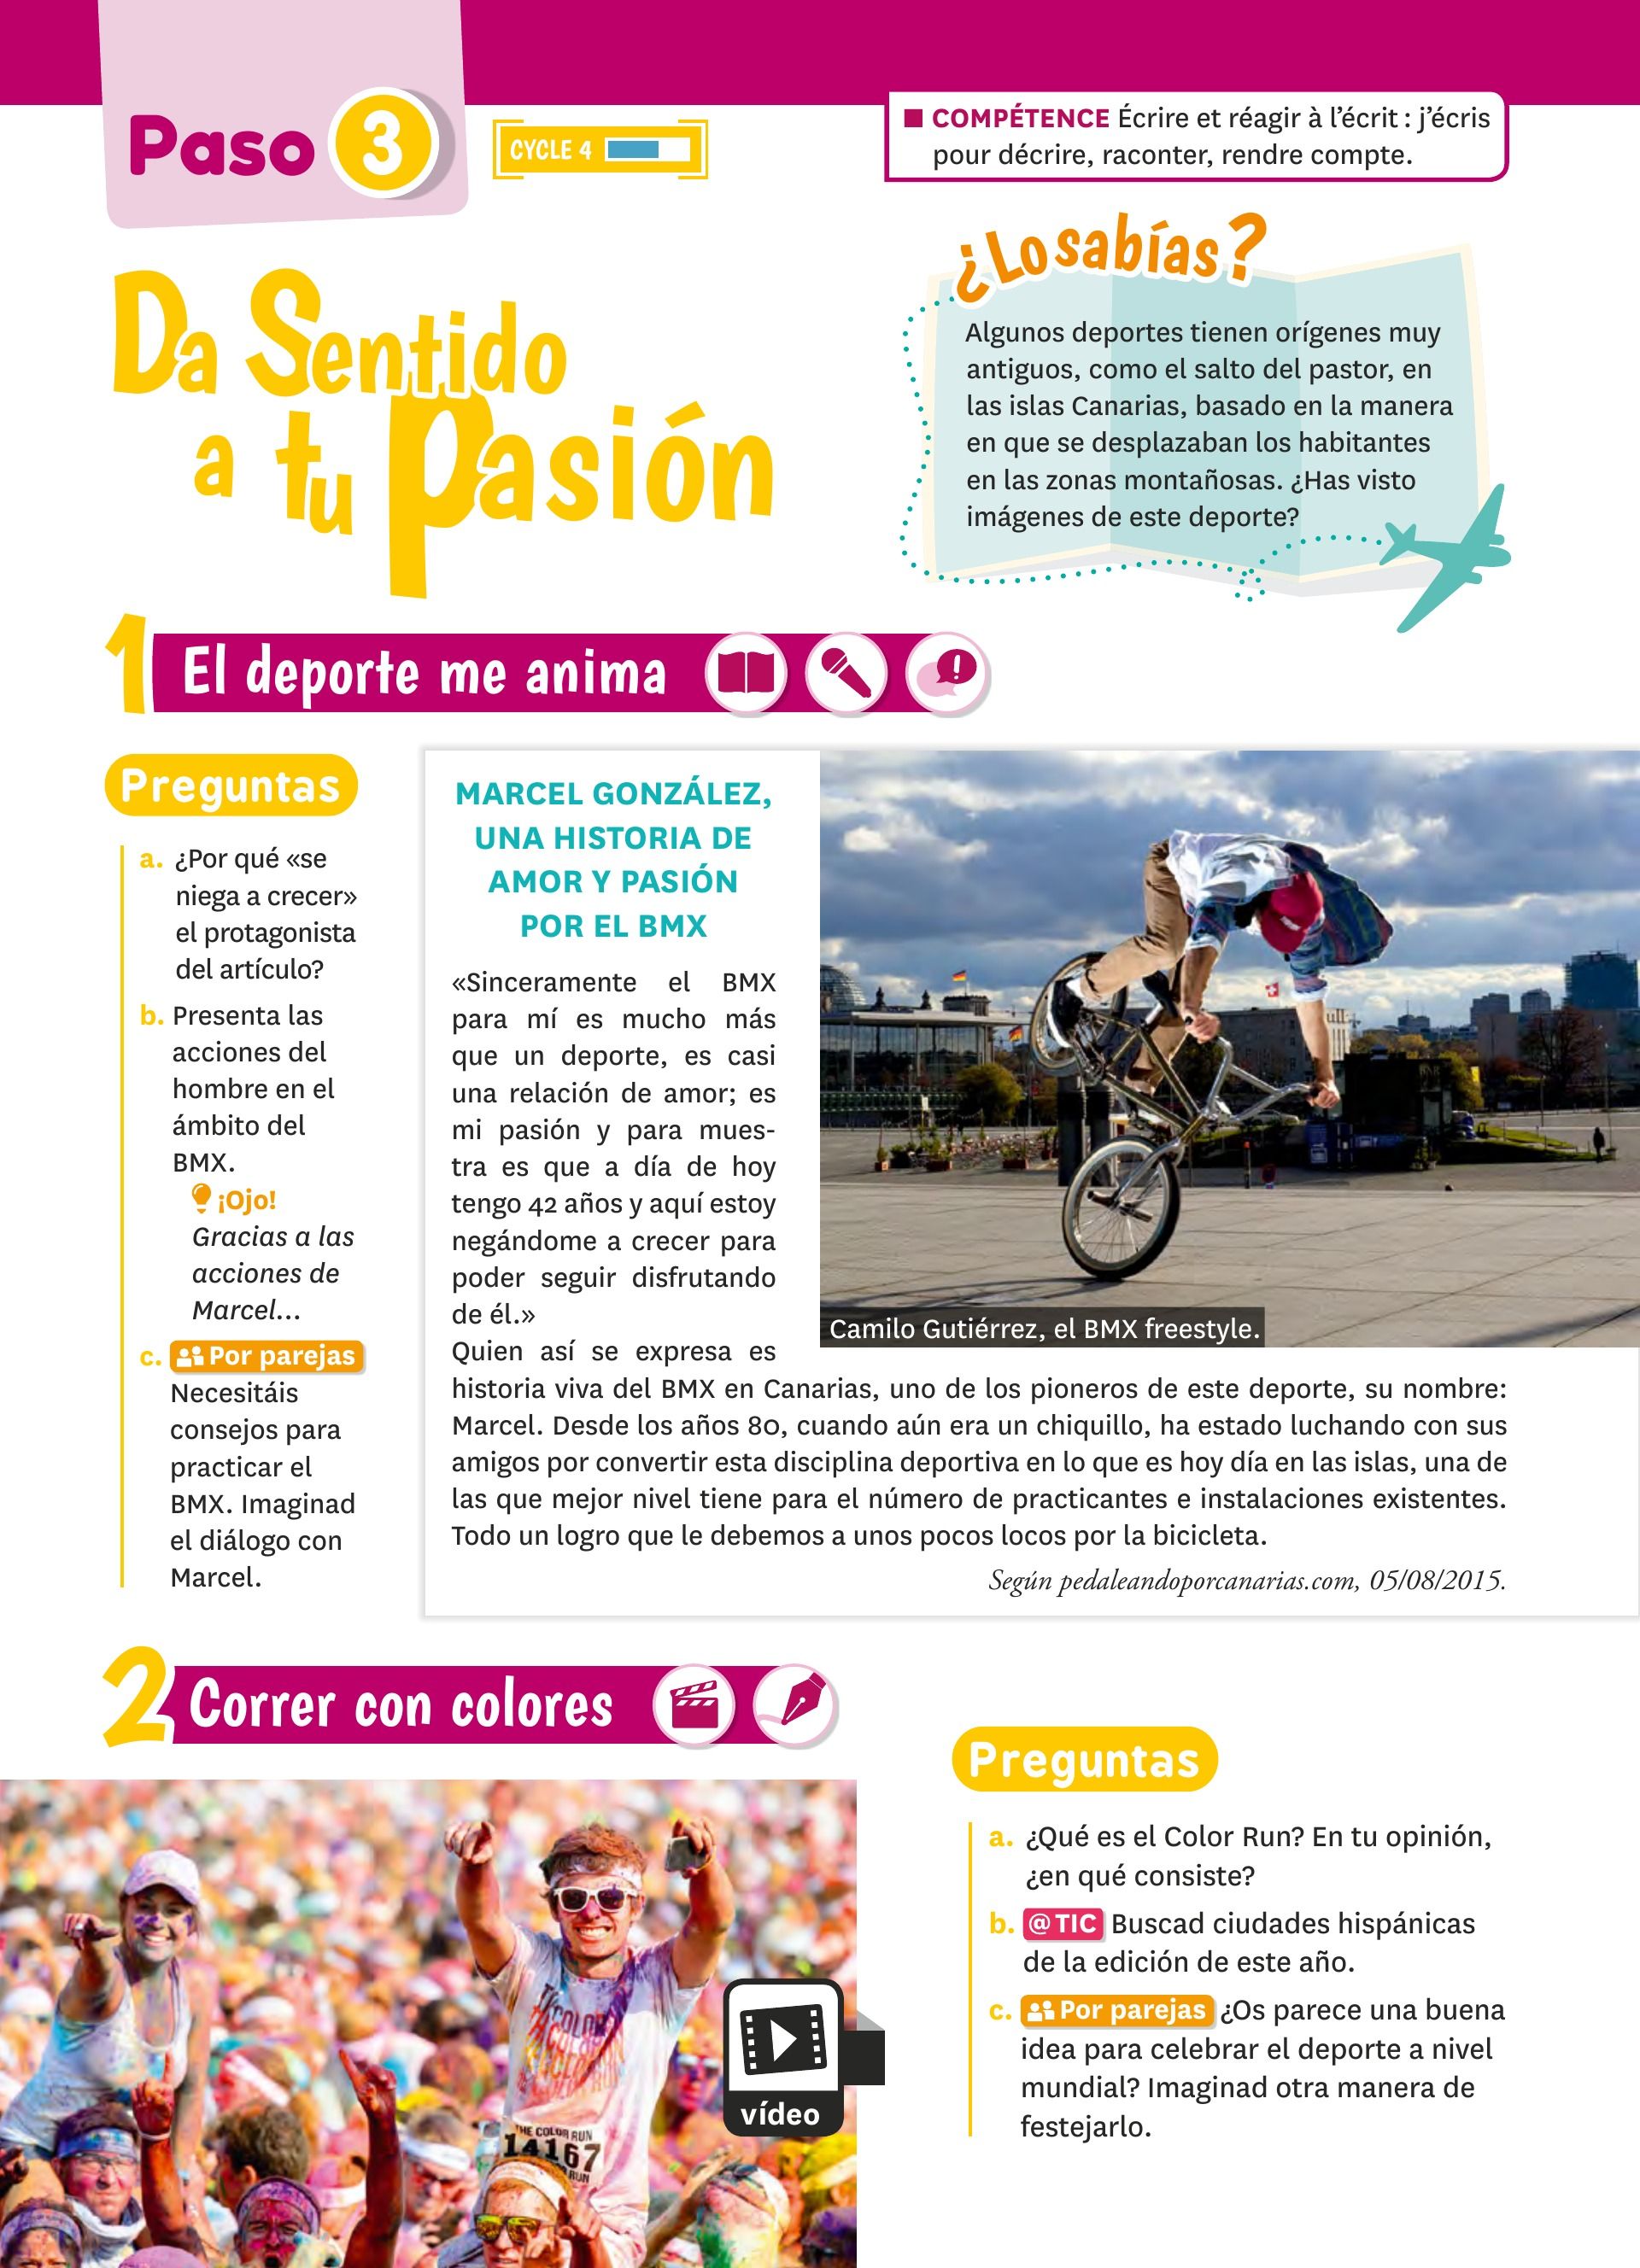 Paso 3
CYCLE 4
■ COMPÉTENCE Écrire et réagir à l'écrit : j'écris
pour décrire, raconter, rendre compte.
Da Sentido
a tu pasión
¿Lo sabías?
Algunos deportes tienen orígenes muy
antiguos, como el salto del pastor, en
las islas Canarias, basado en la manera
en que se desplazaban los habitantes
en las zonas montañosas. ¿Has visto
imágenes de este deporte?
1 El deporte me anima
Preguntas
a. ¿Por qué «se
niega a crecer»
el protagonista
del artículo?
b. Presenta las
acciones del
hombre en el
ámbito del
BMX.
¡Ojo!
Gracias a las
acciones de
Marcel...
c. Por parejas
Necesitáis
consejos para
practicar el
BMX. Imaginad
el diálogo con
Marcel.
MARCEL GONZÁLEZ,
UNA HISTORIA DE
AMOR Y PASIÓN
POR EL BMX
«Sinceramente el BMX
para mí es mucho más
que un deporte, es casi
una relación de amor; es
mi pasión y para mues-
tra es que a día de hoy
tengo 42 años y aquí estoy
negándome a crecer para
poder seguir disfrutando
de él.»
Quien así se expresa es
historia viva del BMX en Canarias, uno de los pioneros de este deporte, su nombre:
Marcel. Desde los años 80, cuando aún era un chiquillo, ha estado luchando con sus
amigos por convertir esta disciplina deportiva en lo que es hoy día en las islas, una de
las que mejor nivel tiene para el número de practicantes e instalaciones existentes.
Todo un logro que le debemos a unos pocos locos por la bicicleta.
Según pedaleandoporcanarias.com, 05/08/2015.
Camilo Gutiérrez, el BMX freestyle.
2 Correr con colores
THE COLOR RUN
14167
RUN
vídeo
Preguntas
a. ¿Qué es el Color Run? En tu opinión,
¿en qué consiste?
b. @TIC Buscad ciudades hispánicas
de la edición de este año.
c. Por parejas ¿Os parece una buena
idea para celebrar el deporte a nivel
mundial? Imaginad otra manera de
festejarlo.